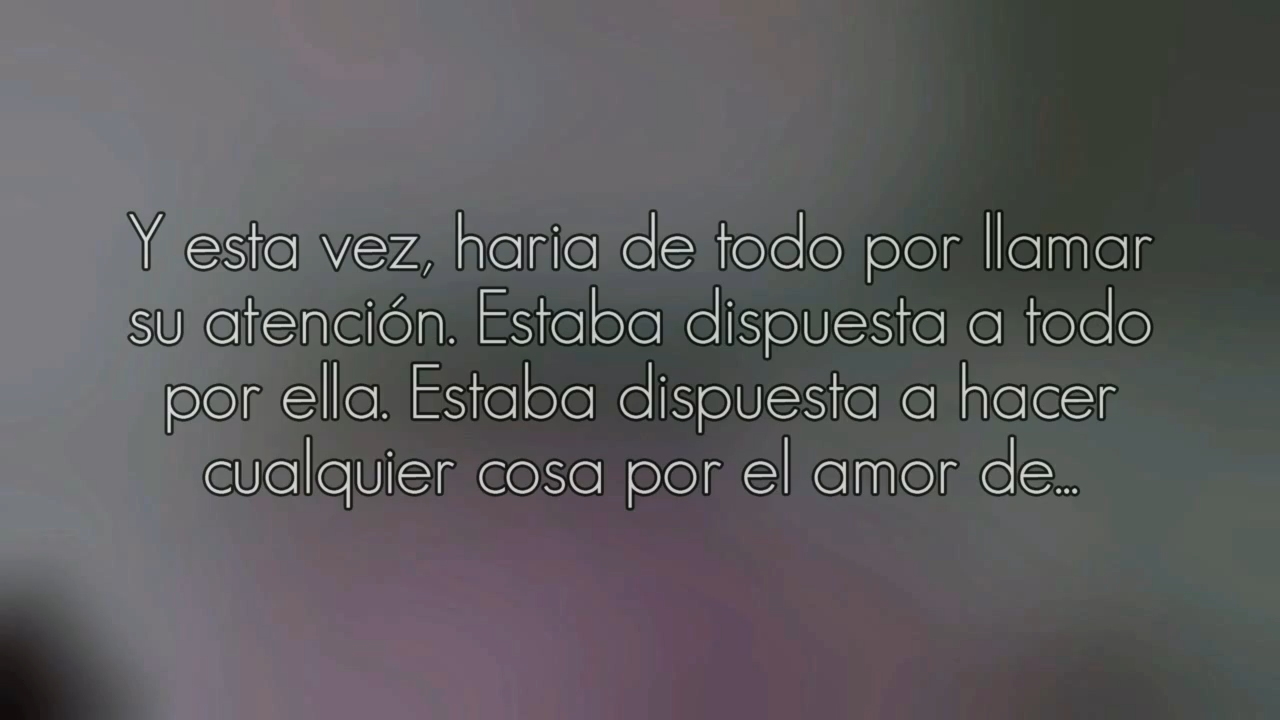 Y esta vez, haria de todo por llamar
su atención. Estaba dispuesta a todo
por ella. Estaba dispuesta a hacer
cualquier cosa por el amor de...